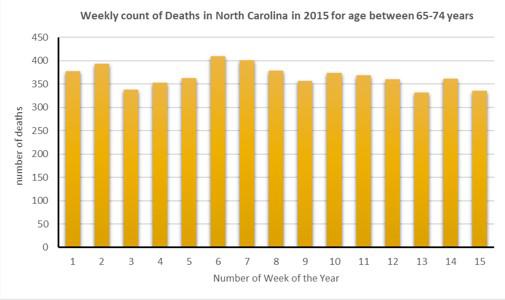 Weekly count of Deaths in North Carolina in 2015 for age between 65-74 years
number of deaths
450
400
350
300
250
200
150
100
50
0
1 2 3 4 5 6 7 8 9 10 11 12 13 14 15
Number of Week of the Year